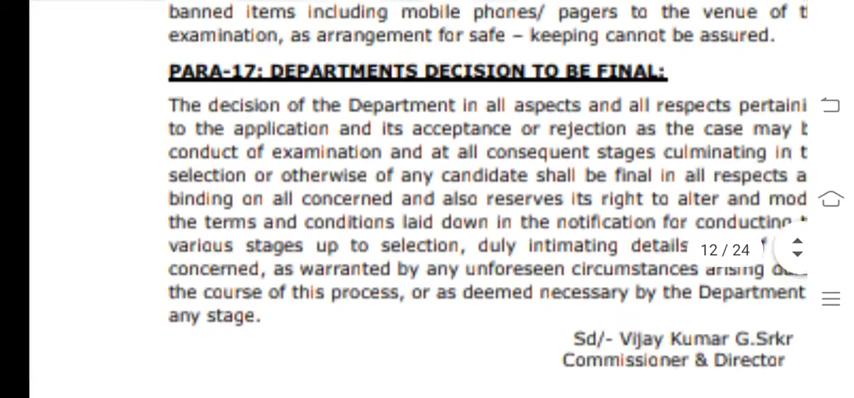 banned items including mobile phones/ pagers to the venue of t
examination, as arrangement for safe – keeping cannot be assured.
PARA-17: DEPARTMENTS DECISION TO BE FINAL:
The decision of the Department in all aspects and all respects pertaini
to the application and its acceptance or rejection as the case may b
conduct of examination and at all consequent stages culminating in t
selection or otherwise of any candidate shall be final in all respects a
binding on all concerned and also reserves its right to alter and mod
the terms and conditions laid down in the notification for conducting
various stages up to selection, duly intimating details
12 / 24
concerned, as warranted by any unforeseen circumstances arising
the course of this process, or as deemed necessary by the Department
any stage.
Sd/- Vijay Kumar G.Srkr
Commissioner & Director